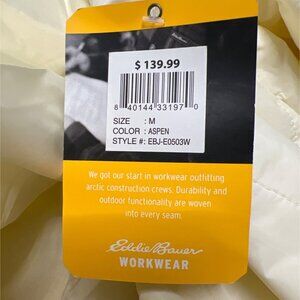 $ 139.99
8 40144 33197 0
SIZE : M
COLOR : ASPEN
STYLE #: EBJ-E0503W
We got our start in workwear outfitting
arctic construction crews. Durability and
outdoor functionality are woven
into every seam.
Eddie Bauer
WORKWEAR